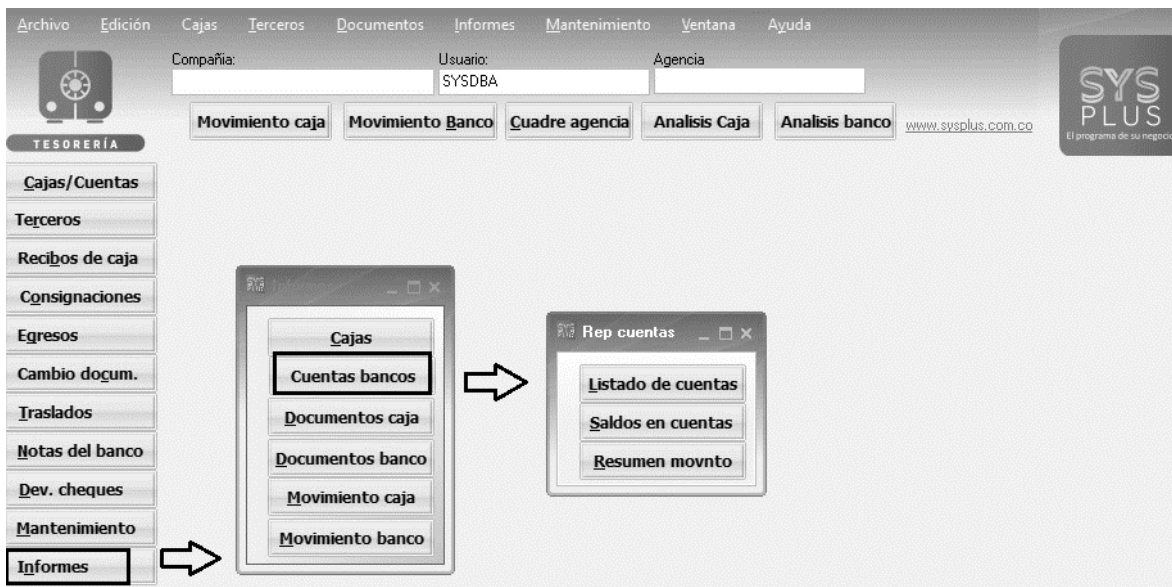 Archivo Edición Cajas Terceros Documentos Informes Mantenimiento Ventana Ayuda
Compañia: Usuario: Agencia
SYSDBA
Movimiento caja Movimiento Banco Cuadre agencia Analisis Caja Analisis banco www.sysplus.com.co
SYS
PLUS
El programa de su negocio
TESORERÍA
Cajas/Cuentas
Terceros
Recibos de caja
Consignaciones
Egresos
Cambio docum.
Traslados
Notas del banco
Dev. cheques
Mantenimiento
Informes
Informes
Cajas
Cuentas bancos
Documentos caja
Documentos banco
Movimiento caja
Movimiento banco
Rep cuentas
Listado de cuentas
Saldos en cuentas
Resumen movnto